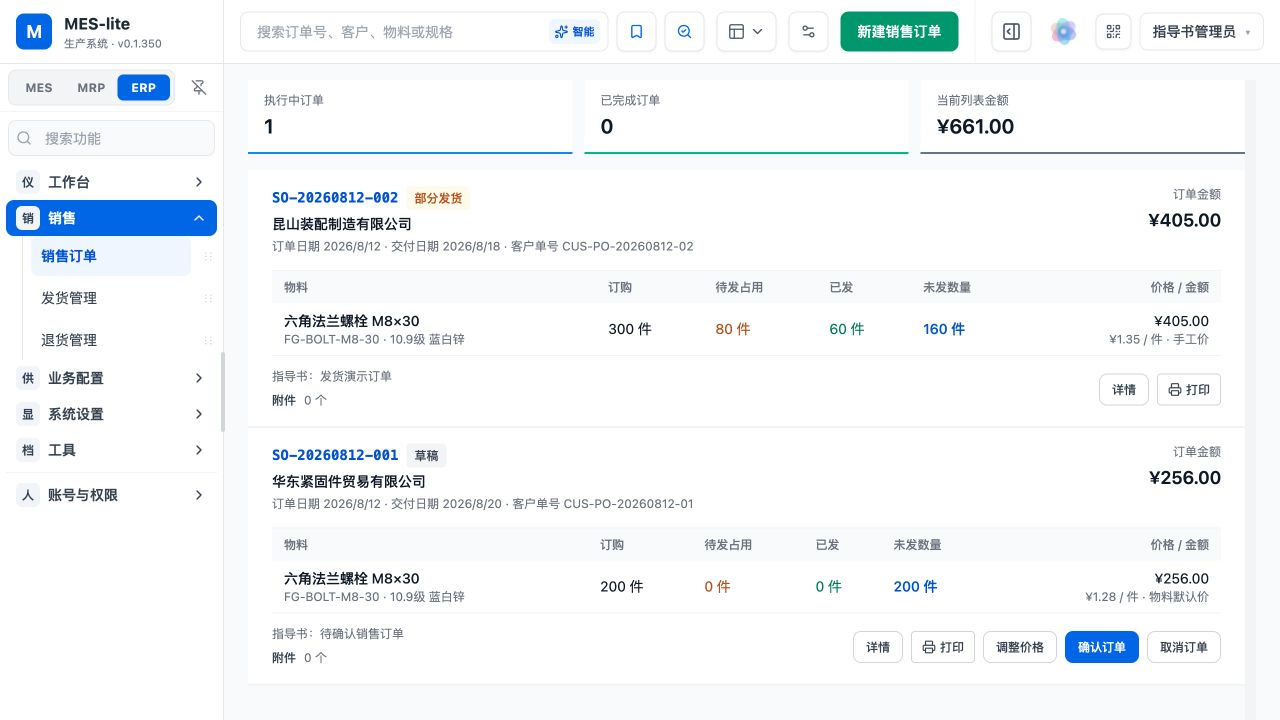 M
MES-lite
生产系统 · v0.1.350
搜索订单号、客户、物料或规格
智能
新建销售订单
指导书管理员
MES
MRP
ERP
搜索功能
仪 工作台
销 销售
销售订单
发货管理
退货管理
供 业务配置
显 系统设置
档 工具
人 账号与权限
执行中订单
1
已完成订单
0
当前列表金额
¥661.00
SO-20260812-002 部分发货
订单金额
昆山装配制造有限公司
¥405.00
订单日期 2026/8/12 · 交付日期 2026/8/18 · 客户单号 CUS-PO-20260812-02
物料 订购 待发占用 已发 未发数量 价格 / 金额
六角法兰螺栓 M8×30
FG-BOLT-M8-30 · 10.9级 蓝白锌
300 件 80 件 60 件 160 件
¥405.00
¥1.35 / 件 · 手工价
指导书：发货演示订单
附件 0 个
详情 打印
SO-20260812-001 草稿
订单金额
华东紧固件贸易有限公司
¥256.00
订单日期 2026/8/12 · 交付日期 2026/8/20 · 客户单号 CUS-PO-20260812-01
物料 订购 待发占用 已发 未发数量 价格 / 金额
六角法兰螺栓 M8×30
FG-BOLT-M8-30 · 10.9级 蓝白锌
200 件 0 件 0 件 200 件
¥256.00
¥1.28 / 件 · 物料默认价
指导书：待确认销售订单
附件 0 个
详情 打印 调整价格 确认订单 取消订单